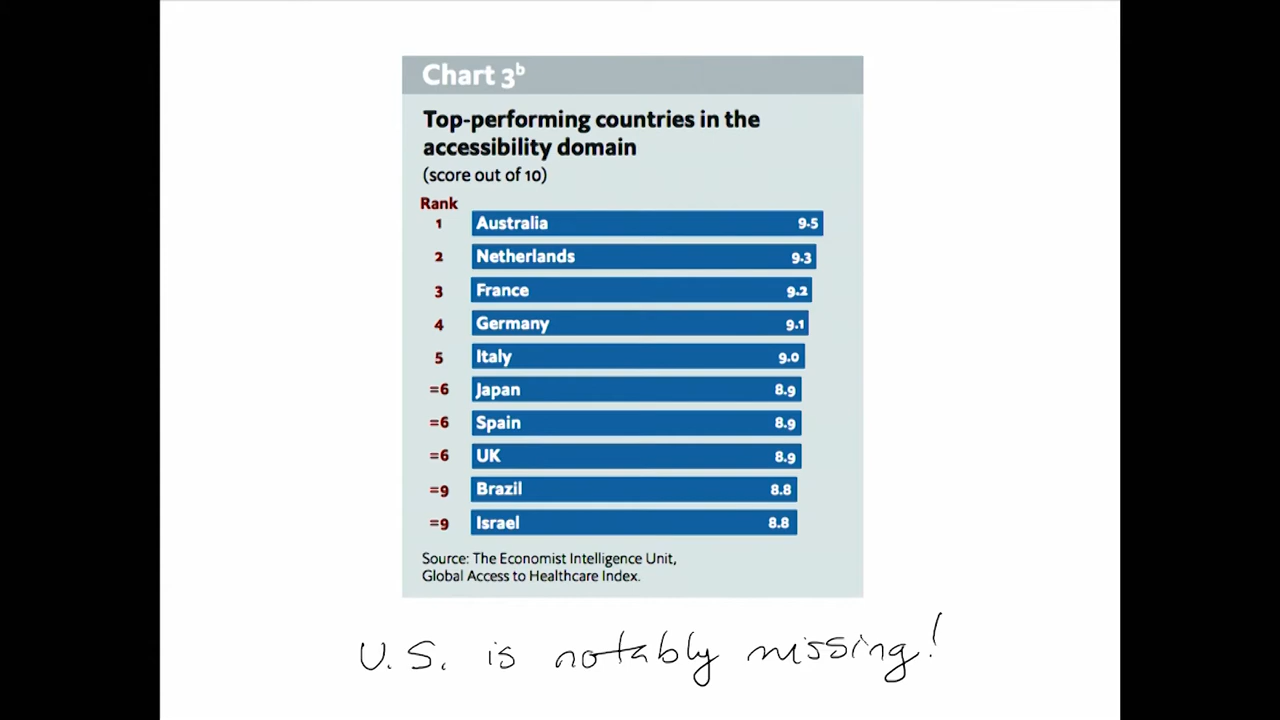 Chart 3b
Top-performing countries in the
accessibility domain
(score out of 10)
Rank
1 Australia 9.5
2 Netherlands 9.3
3 France 9.2
4 Germany 9.1
5 Italy 9.0
=6 Japan 8.9
=6 Spain 8.9
=6 UK 8.9
=9 Brazil 8.8
=9 Israel 8.8
Source: The Economist Intelligence Unit,
Global Access to Healthcare Index.
U.S. is notably missing!